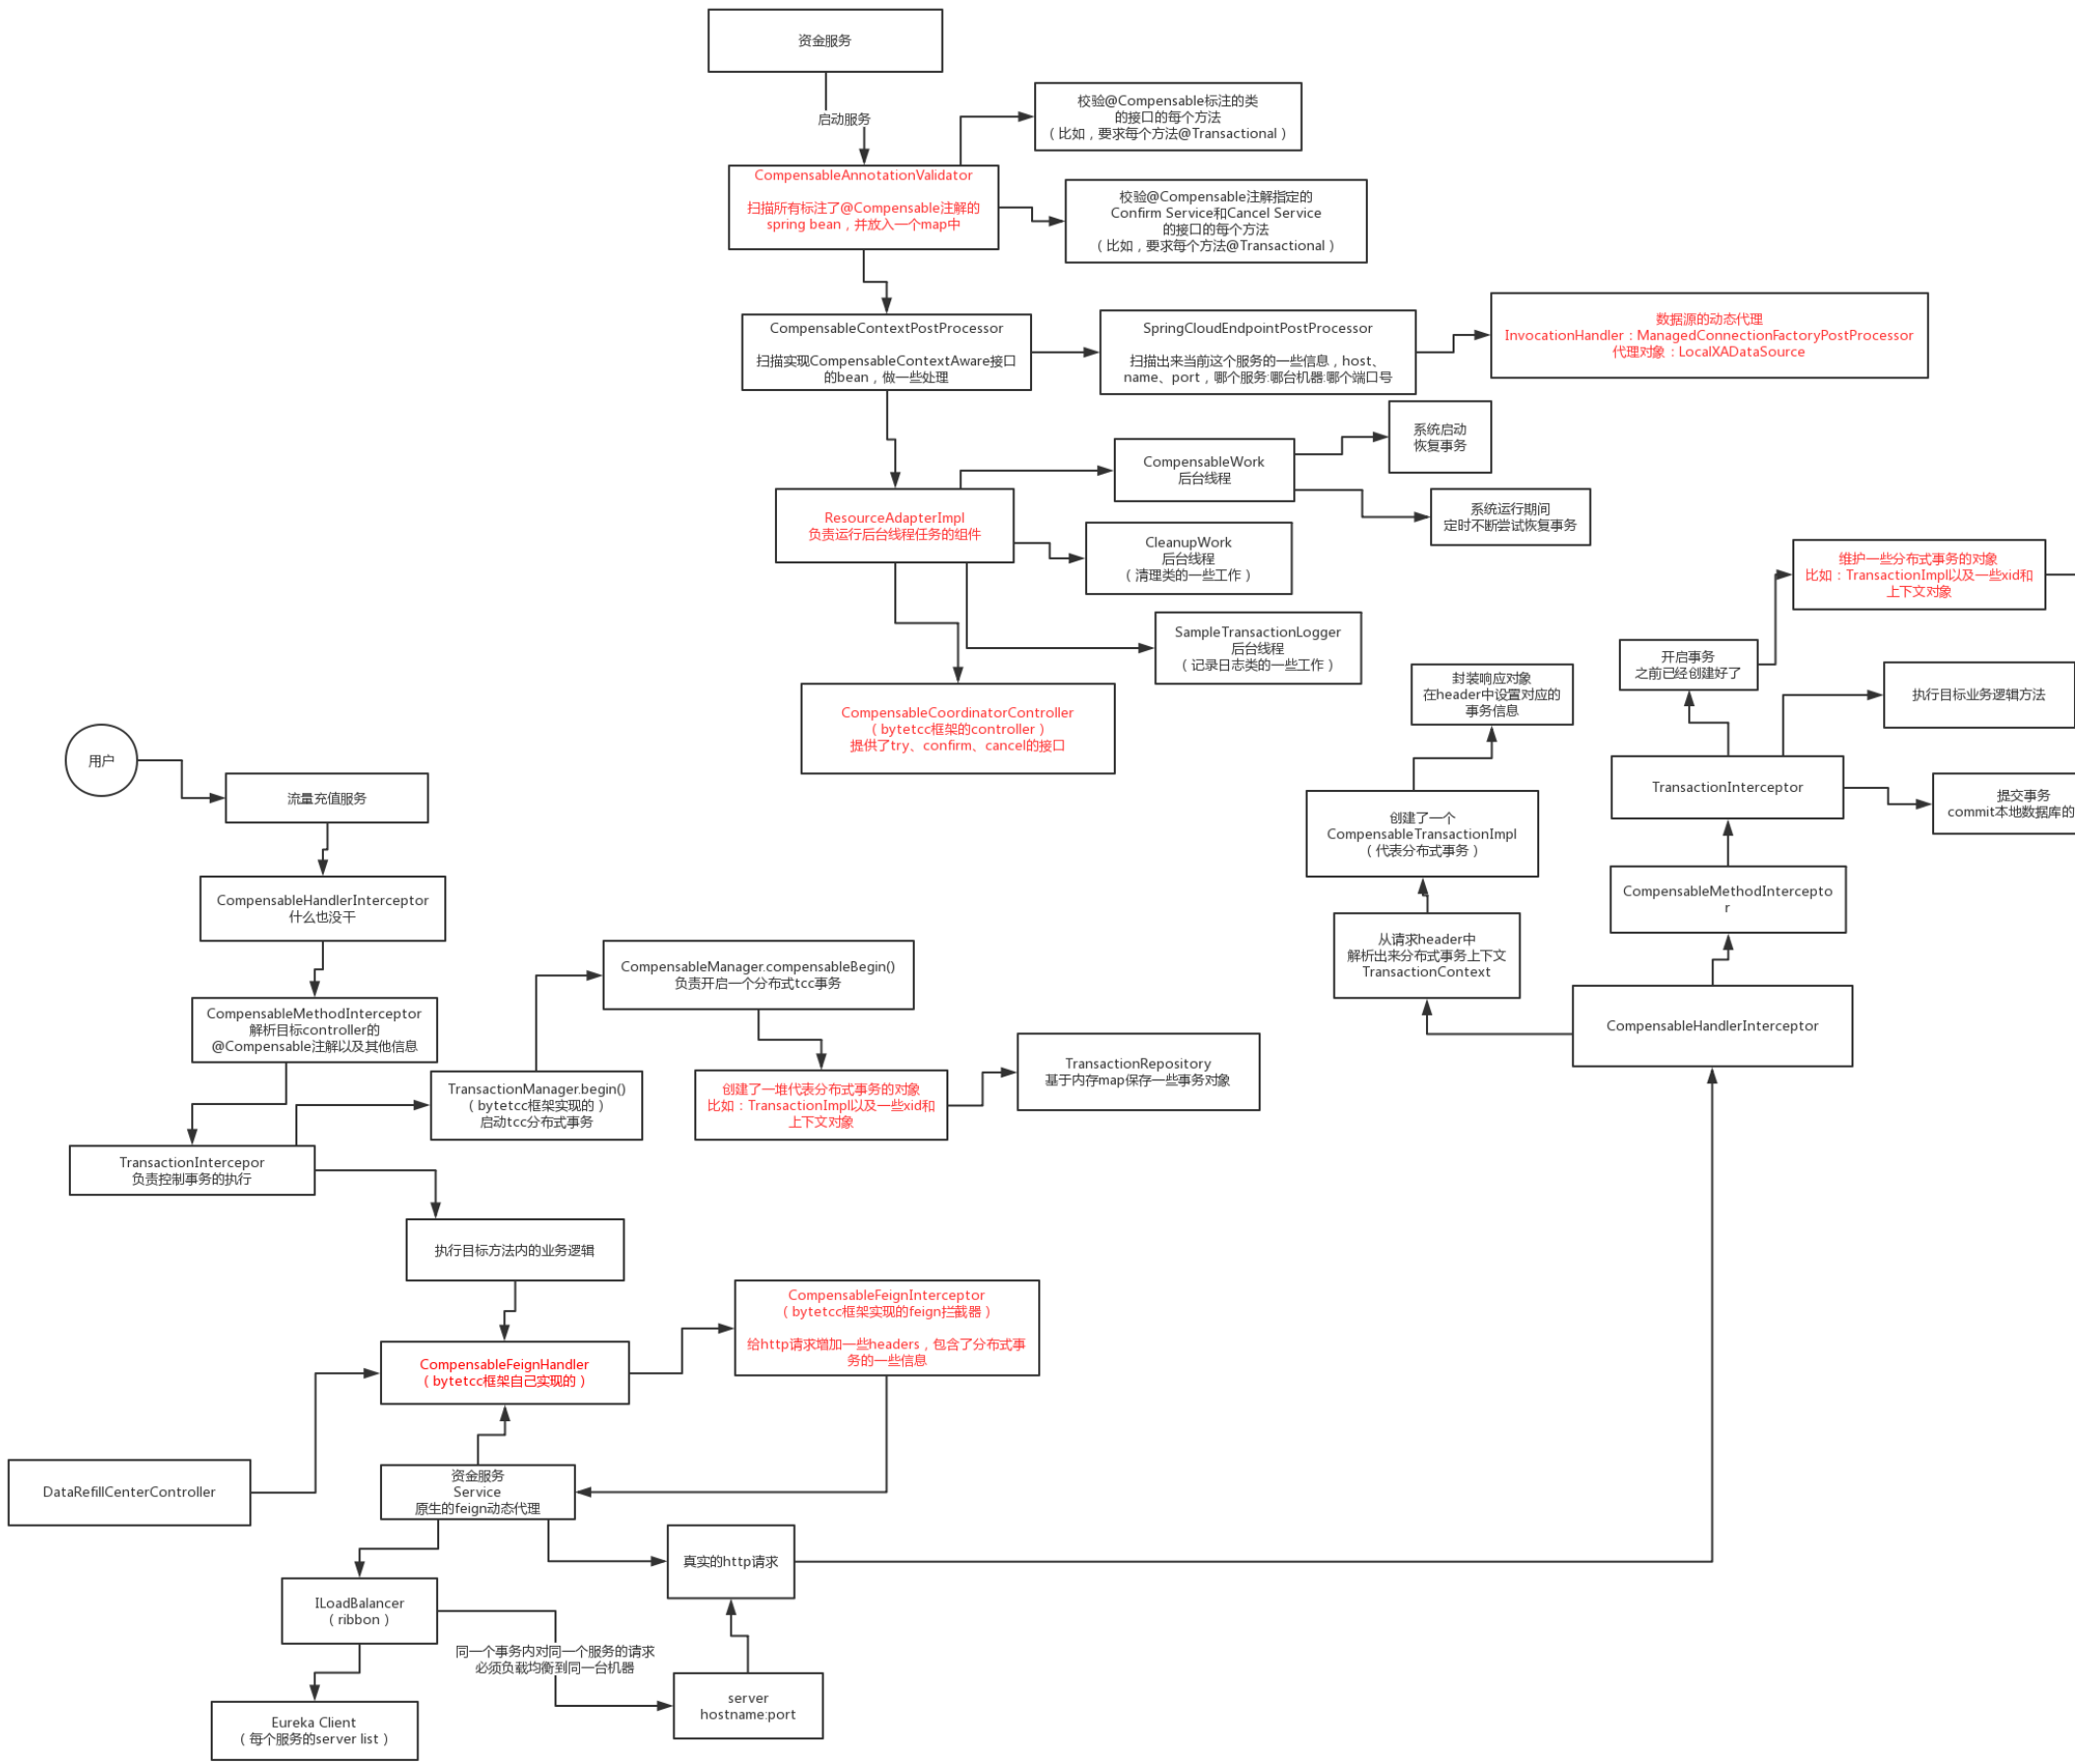 资金服务
启动服务
校验@Compensable标注的类
的接口的每个方法
（比如，要求每个方法@Transactional）
CompensableAnnotationValidator
扫描所有标注了@Compensable注解的
spring bean，并放入一个map中
校验@Compensable注解指定的
Confirm Service和Cancel Service
的接口的每个方法
（比如，要求每个方法@Transactional）
CompensableContextPostProcessor
扫描实现CompensableContextAware接口
的bean，做一些处理
SpringCloudEndpointPostProcessor
扫描出来当前这个服务的一些信息，host、
name、port，哪个服务:哪台机器:哪个端口号
数据源的动态代理
InvocationHandler：ManagedConnectionFactoryPostProcessor
代理对象：LocalXADataSource
系统启动
恢复事务
CompensableWork
后台线程
系统运行期间
定时不断尝试恢复事务
ResourceAdapterImpl
负责运行后台线程任务的组件
CleanupWork
后台线程
（清理类的一些工作）
SampleTransactionLogger
后台线程
（记录日志类的一些工作）
CompensableCoordinatorController
（bytetcc框架的controller）
提供了try、confirm、cancel的接口
维护一些分布式事务的对象
比如：TransactionImpl以及一些xid和
上下文对象
开启事务
之前已经创建好了
执行目标业务逻辑方法
封装响应对象
在header中设置对应的
事务信息
TransactionInterceptor
提交事务
commit本地数据库的
创建了一个
CompensableTransactionImpl
（代表分布式事务）
CompensableMethodIntercepto
r
从请求header中
解析出来分布式事务上下文
TransactionContext
CompensableHandlerInterceptor
用户
流量充值服务
CompensableHandlerInterceptor
什么也没干
CompensableMethodInterceptor
解析目标controller的
@Compensable注解以及其他信息
CompensableManager.compensableBegin()
负责开启一个分布式tcc事务
TransactionManager.begin()
（bytetcc框架实现的）
启动tcc分布式事务
创建了一堆代表分布式事务的对象
比如：TransactionImpl以及一些xid和
上下文对象
TransactionRepository
基于内存map保存一些事务对象
TransactionIntercepor
负责控制事务的执行
执行目标方法内的业务逻辑
CompensableFeignHandler
（bytetcc框架自己实现的）
CompensableFeignInterceptor
（bytetcc框架实现的feign拦截器）
给http请求增加一些headers，包含了分布式事
务的一些信息
DataRefillCenterController
资金服务
Service
原生的feign动态代理
真实的http请求
ILoadBalancer
（ribbon）
同一个事务内对同一个服务的请求
必须负载均衡到同一台机器
server
hostname:port
Eureka Client
（每个服务的server list）